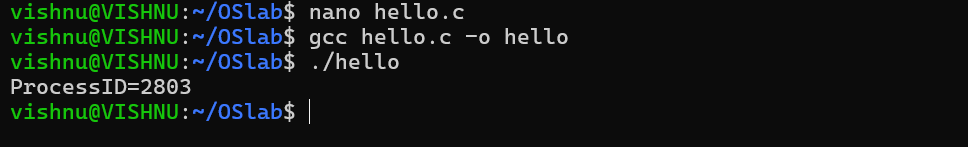 vishnu@VISHNU:~/OSlab$ nano hello.c
vishnu@VISHNU:~/OSlab$ gcc hello.c -o hello
vishnu@VISHNU:~/OSlab$ ./hello
ProcessID=2803
vishnu@VISHNU:~/OSlab$